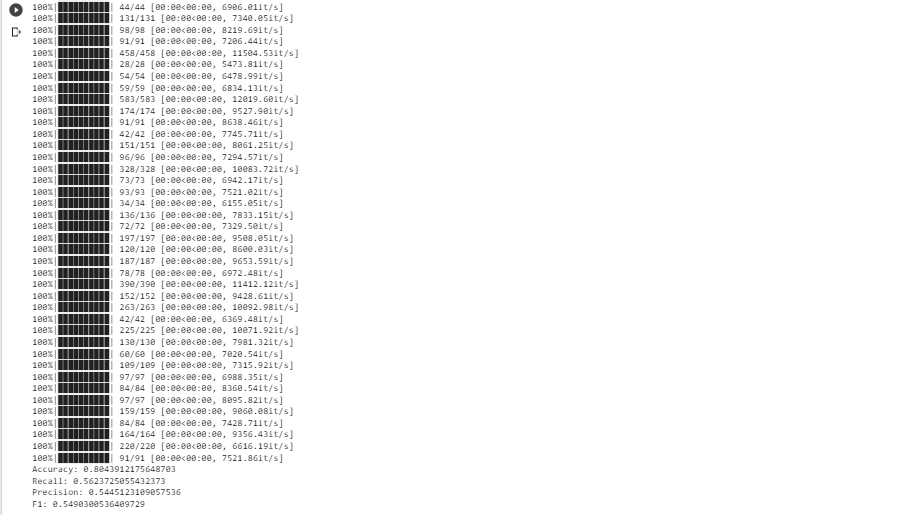 100%|██████████| 44/44 [00:00<00:00, 6906.01it/s]
100%|██████████| 131/131 [00:00<00:00, 7340.05it/s]
100%|██████████| 98/98 [00:00<00:00, 8219.69it/s]
100%|██████████| 91/91 [00:00<00:00, 7206.44it/s]
100%|██████████| 458/458 [00:00<00:00, 11504.53it/s]
100%|██████████| 28/28 [00:00<00:00, 5473.81it/s]
100%|██████████| 54/54 [00:00<00:00, 6478.99it/s]
100%|██████████| 59/59 [00:00<00:00, 6834.13it/s]
100%|██████████| 583/583 [00:00<00:00, 12019.60it/s]
100%|██████████| 174/174 [00:00<00:00, 9527.90it/s]
100%|██████████| 91/91 [00:00<00:00, 8638.46it/s]
100%|██████████| 42/42 [00:00<00:00, 7745.71it/s]
100%|██████████| 151/151 [00:00<00:00, 8061.25it/s]
100%|██████████| 96/96 [00:00<00:00, 7294.57it/s]
100%|██████████| 328/328 [00:00<00:00, 10083.72it/s]
100%|██████████| 73/73 [00:00<00:00, 6942.17it/s]
100%|██████████| 93/93 [00:00<00:00, 7521.02it/s]
100%|██████████| 34/34 [00:00<00:00, 6155.05it/s]
100%|██████████| 136/136 [00:00<00:00, 7833.15it/s]
100%|██████████| 72/72 [00:00<00:00, 7329.50it/s]
100%|██████████| 197/197 [00:00<00:00, 9508.05it/s]
100%|██████████| 120/120 [00:00<00:00, 8600.03it/s]
100%|██████████| 187/187 [00:00<00:00, 9653.59it/s]
100%|██████████| 78/78 [00:00<00:00, 6972.48it/s]
100%|██████████| 390/390 [00:00<00:00, 11412.12it/s]
100%|██████████| 152/152 [00:00<00:00, 9428.61it/s]
100%|██████████| 263/263 [00:00<00:00, 10092.98it/s]
100%|██████████| 42/42 [00:00<00:00, 6369.48it/s]
100%|██████████| 225/225 [00:00<00:00, 10071.92it/s]
100%|██████████| 130/130 [00:00<00:00, 7981.32it/s]
100%|██████████| 60/60 [00:00<00:00, 7020.54it/s]
100%|██████████| 109/109 [00:00<00:00, 7315.92it/s]
100%|██████████| 97/97 [00:00<00:00, 6988.35it/s]
100%|██████████| 84/84 [00:00<00:00, 8360.54it/s]
100%|██████████| 97/97 [00:00<00:00, 8095.82it/s]
100%|██████████| 159/159 [00:00<00:00, 9060.08it/s]
100%|██████████| 84/84 [00:00<00:00, 7428.71it/s]
100%|██████████| 164/164 [00:00<00:00, 9356.43it/s]
100%|██████████| 220/220 [00:00<00:00, 6616.19it/s]
100%|██████████| 91/91 [00:00<00:00, 7521.86it/s]
Accuracy: 0.8043912175648703
Recall: 0.5623725055432373
Precision: 0.5445123109057536
F1: 0.5490300536409729